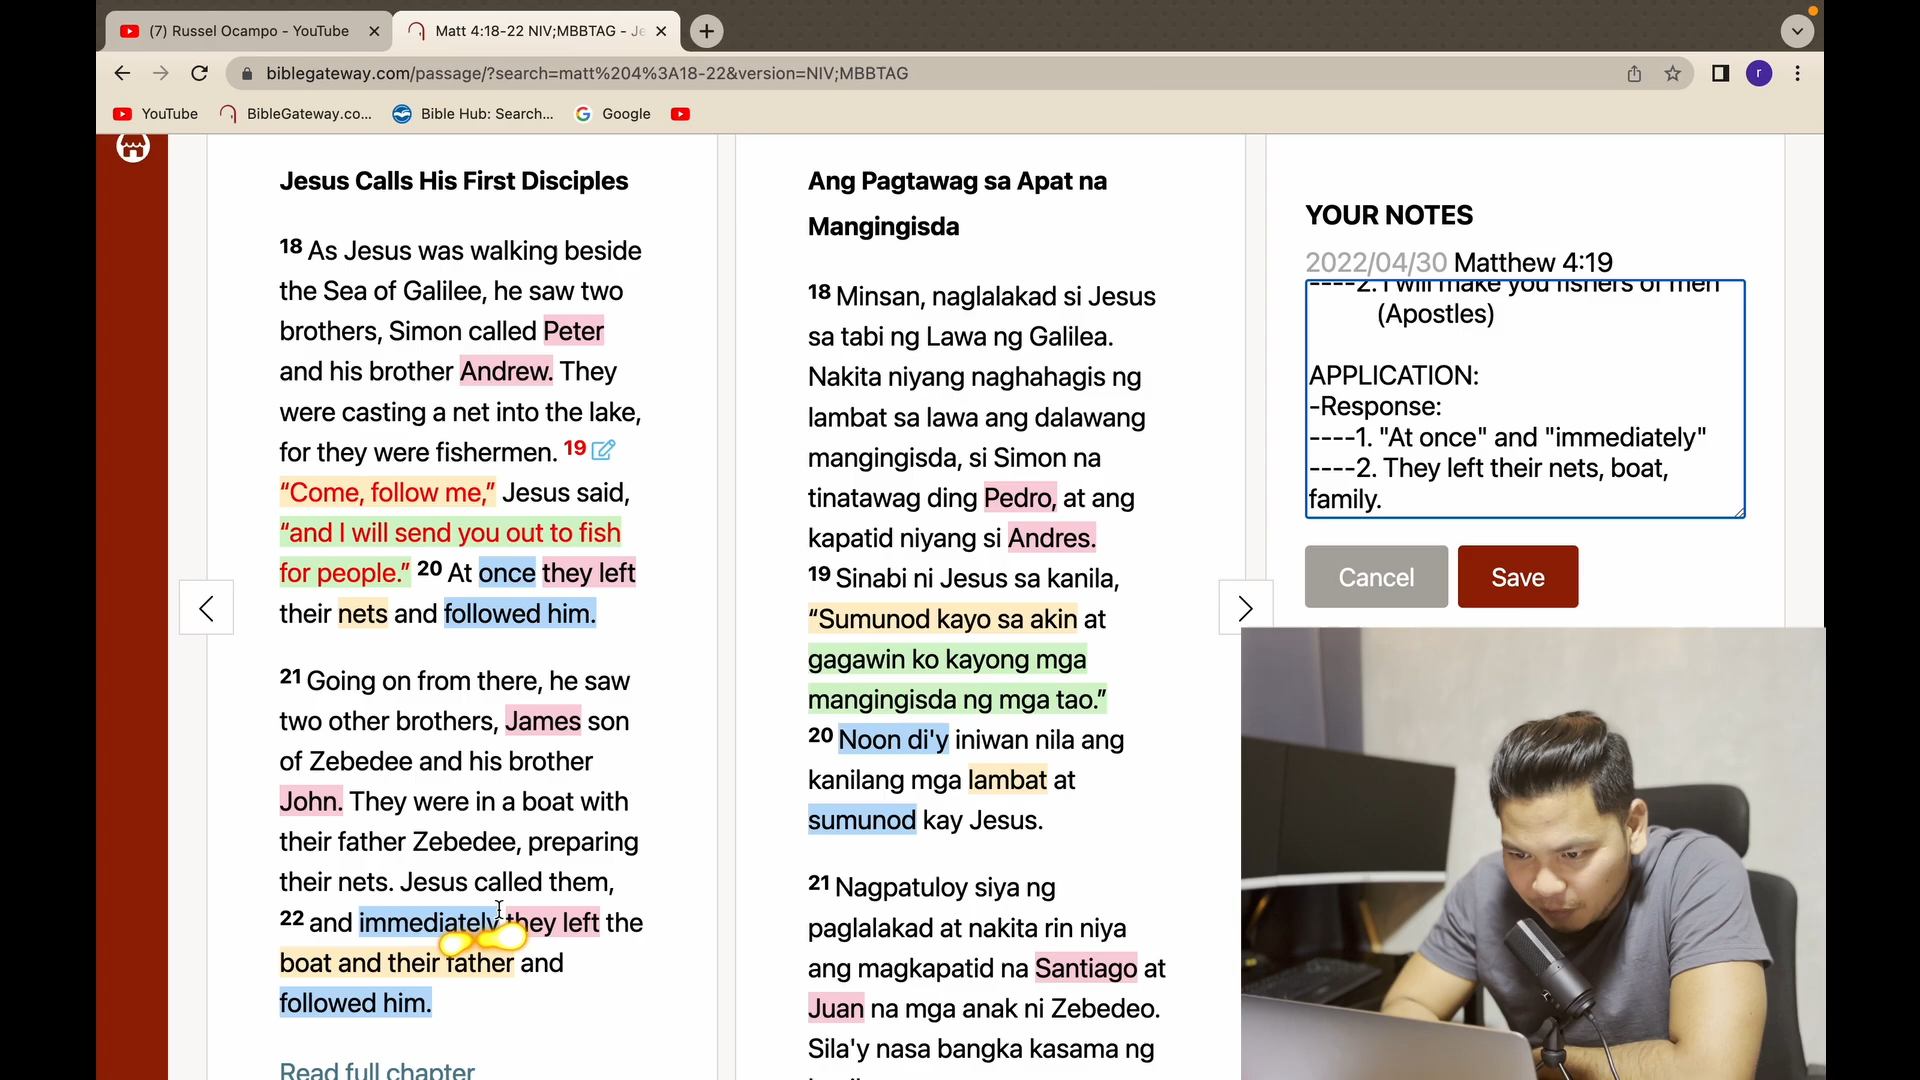 (7) Russel Ocampo - YouTube
Matt 4:18-22 NIV;MBBTAG - Je
biblegateway.com/passage/?search=matt%204%3A18-22&version=NIV;MBBTAG
r
YouTube
BibleGateway.co...
Bible Hub: Search...
Google
Jesus Calls His First Disciples
18 As Jesus was walking beside
the Sea of Galilee, he saw two
brothers, Simon called Peter
and his brother Andrew. They
were casting a net into the lake,
for they were fishermen. 19
“Come, follow me,” Jesus said,
“and I will send you out to fish
for people.” 20 At once they left
their nets and followed him.
21 Going on from there, he saw
two other brothers, James son
of Zebedee and his brother
John. They were in a boat with
their father Zebedee, preparing
their nets. Jesus called them,
22 and immediately they left the
boat and their father and
followed him.
Read full chapter
Ang Pagtawag sa Apat na
Mangingisda
18 Minsan, naglalakad si Jesus
sa tabi ng Lawa ng Galilea.
Nakita niyang naghahagis ng
lambat sa lawa ang dalawang
mangingisda, si Simon na
tinatawag ding Pedro, at ang
kapatid niyang si Andres.
19 Sinabi ni Jesus sa kanila,
“Sumunod kayo sa akin at
gagawin ko kayong mga
mangingisda ng mga tao.”
20 Noon di'y iniwan nila ang
kanilang mga lambat at
sumunod kay Jesus.
21 Nagpatuloy siya ng
paglalakad at nakita rin niya
ang magkapatid na Santiago at
Juan na mga anak ni Zebedeo.
Sila'y nasa bangka kasama ng
YOUR NOTES
2022/04/30 Matthew 4:19
----2. I will make you fishers of men
(Apostles)
APPLICATION:
-Response:
----1. "At once" and "immediately"
----2. They left their nets, boat,
family.
Cancel
Save